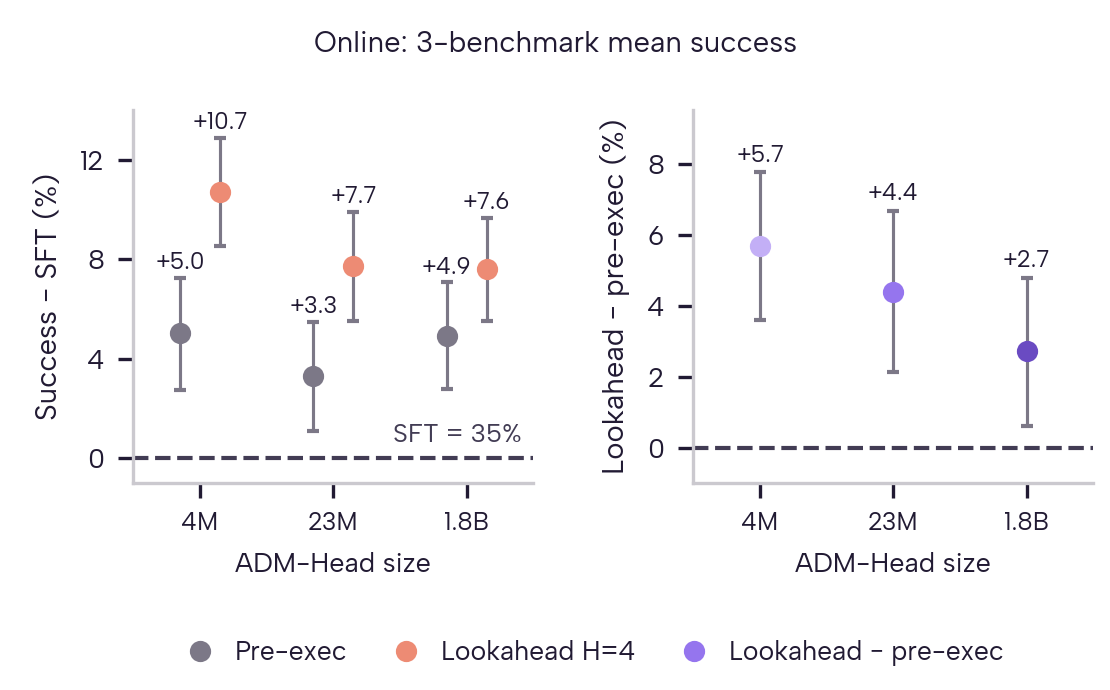 Online: 3-benchmark mean success
Success - SFT (%)
12
8
4
0
+10.7
+5.0
+7.7
+3.3
+7.6
+4.9
SFT = 35%
4M
23M
1.8B
ADM-Head size
Lookahead - pre-exec (%)
8
6
4
2
0
+5.7
+4.4
+2.7
4M
23M
1.8B
ADM-Head size
Pre-exec
Lookahead H=4
Lookahead - pre-exec